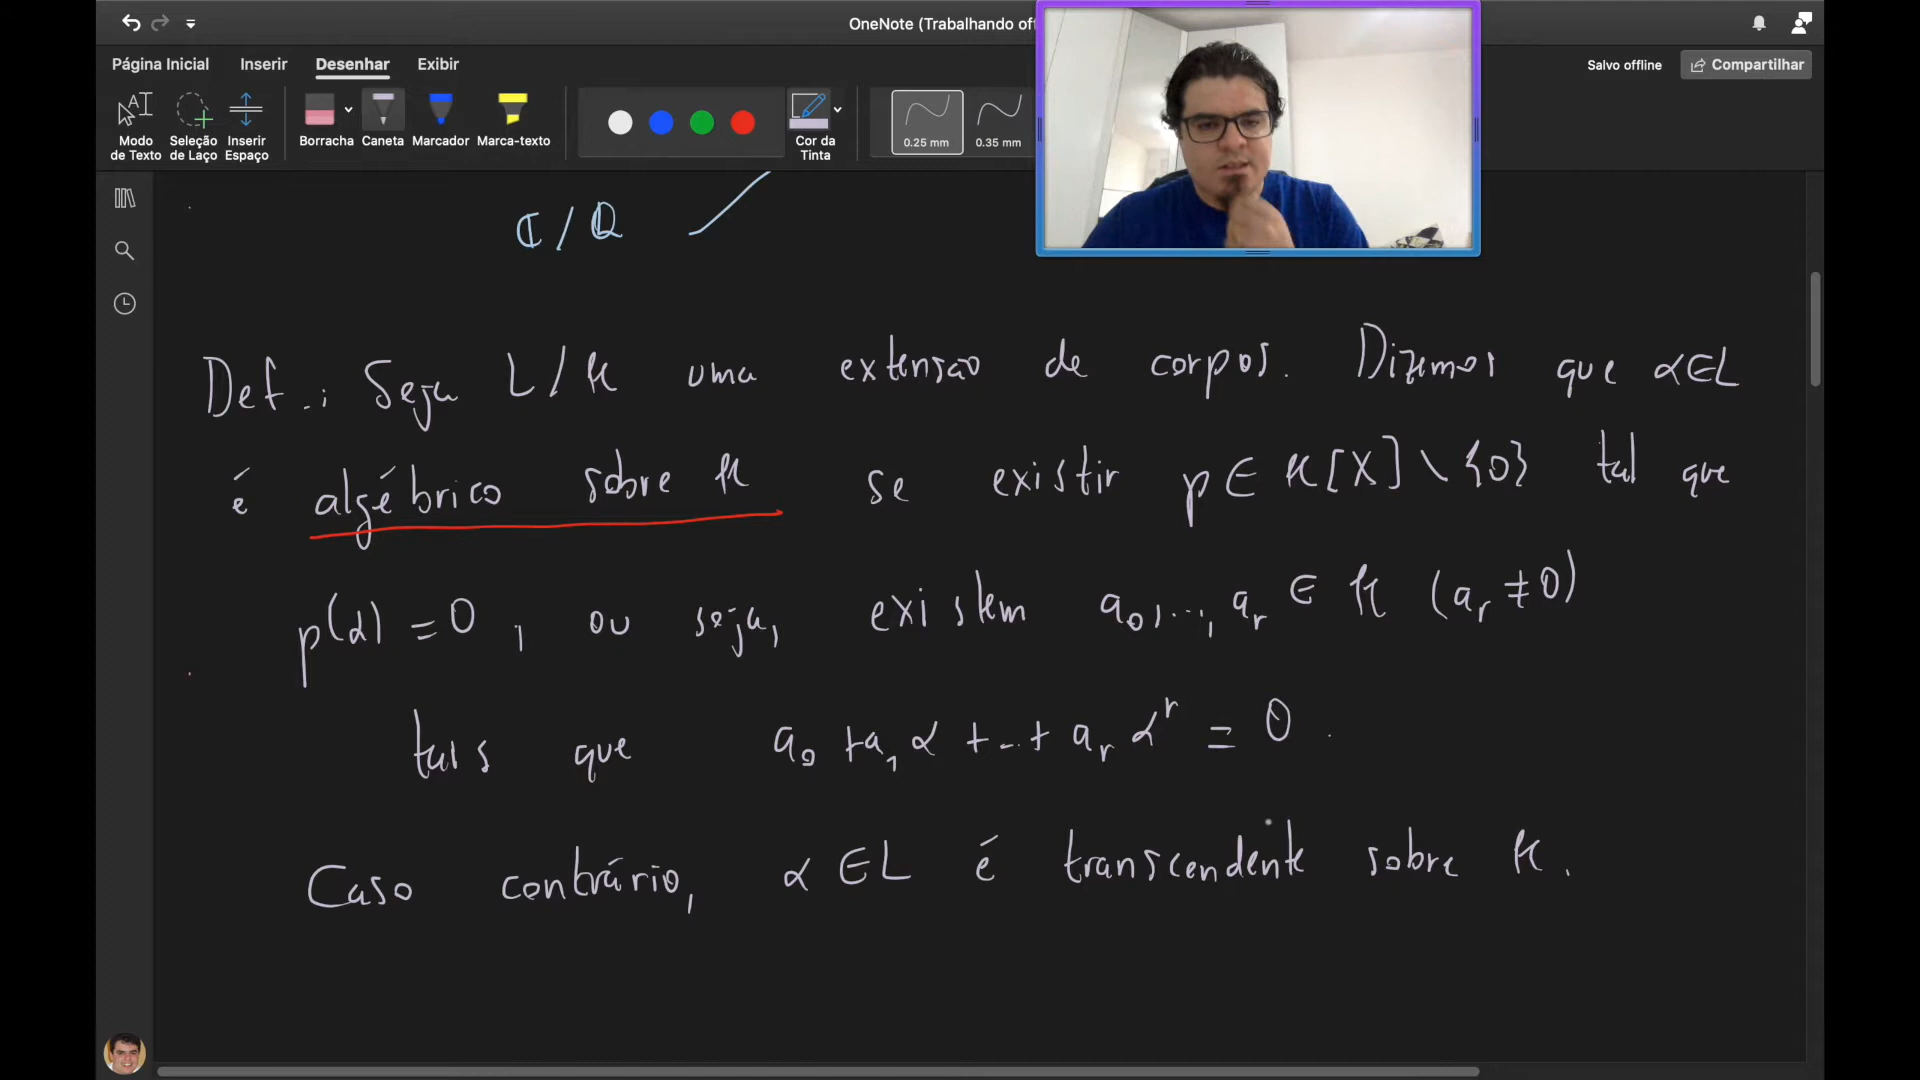 OneNote (Trabalhando off
Página Inicial Inserir Desenhar Exibir
Salvo offline Compartilhar
Modo de Texto
Seleção de Laço
Inserir Espaço
Borracha Caneta Marcador Marca-texto
Cor da Tinta
0.25 mm 0.35 mm
ℂ/ℚ
Def.: Seja L/K uma extensão de corpos. Dizemos que α∈L
é algébrico sobre K se existir p∈K[X]∖{0} tal que
p(α)=0, ou seja, existem a₀,...,aᵣ ∈ K (aᵣ≠0)
tais que a₀+a₁α+...+aᵣαʳ = 0.
Caso contrário, α∈L é transcendente sobre K.